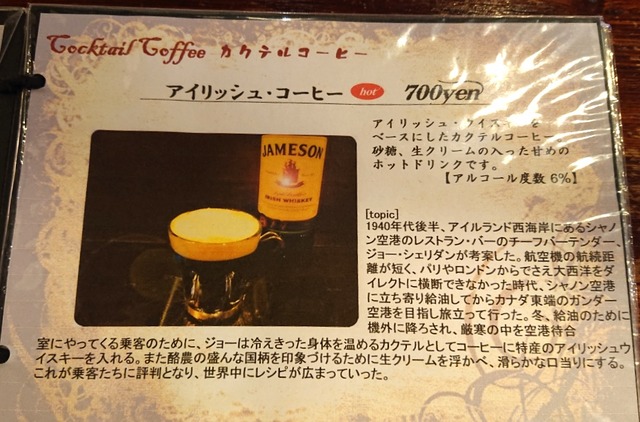 Cocktail Coffee カクテルコーヒー
アイリッシュ・コーヒー hot 700yen
アイリッシュ・ウイスキーを
ベースにしたカクテルコーヒー。
砂糖、生クリームの入った甘めの
ホットドリンクです。
【アルコール度数 6%】
JAMESON
IRISH WHISKEY
[topic]
1940年代後半、アイルランド西海岸にあるシャノ
ン空港のレストラン・バーのチーフバーテンダー、
ジョー・シェリダンが考案した。航空機の航続距
離が短く、パリやロンドンからでさえ大西洋をダ
イレクトに横断できなかった時代、シャノン空港
に立ち寄り給油してからカナダ東端のガンダー
空港を目指し旅立って行った。冬、給油のために
機外に降ろされ、厳寒の中を空港待合
室にやってくる乗客のために、ジョーは冷えきった身体を温めるカクテルとしてコーヒーに特産のアイリッシュウ
イスキーを入れる。また酪農の盛んな国柄を印象づけるために生クリームを浮かべ、滑らかな口当りにする。
これが乗客たちに評判となり、世界中にレシピが広まっていった。